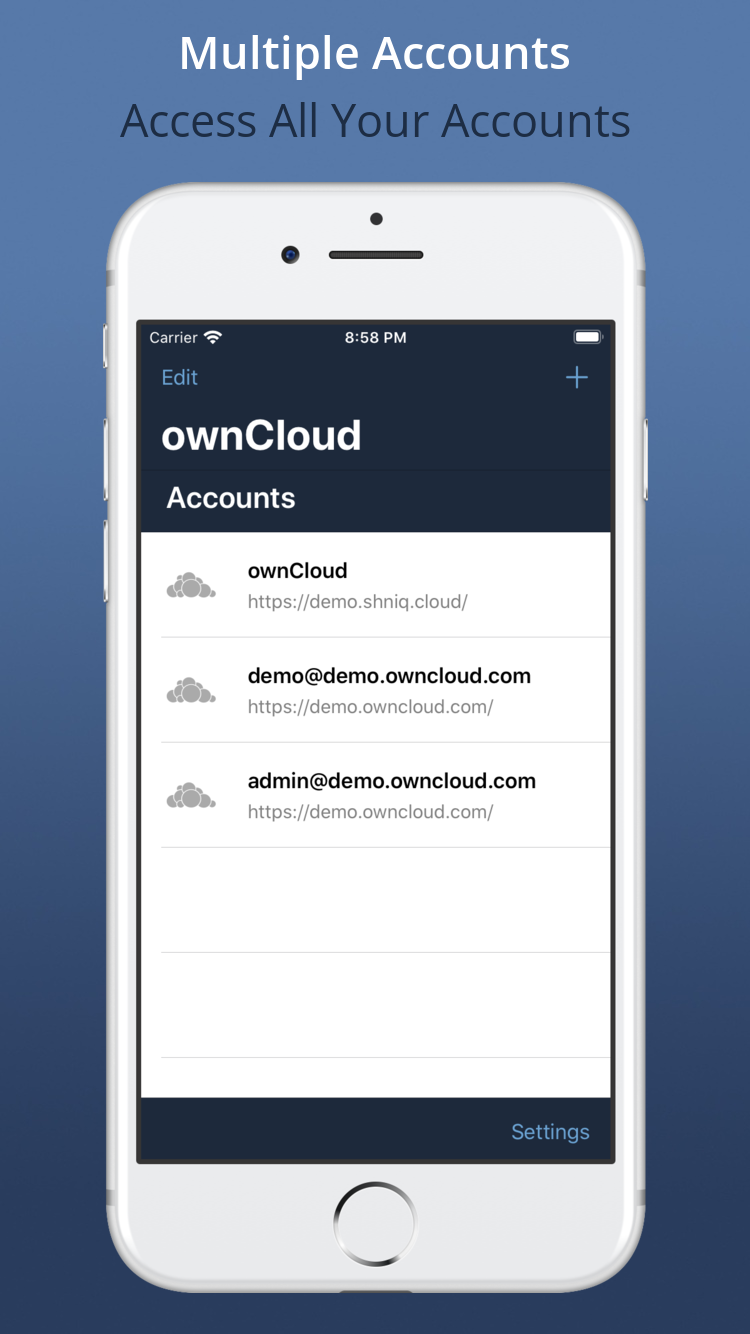 Multiple Accounts
Access All Your Accounts
Carrier 8:58 PM
Edit +
ownCloud
Accounts
ownCloud
https://demo.shniq.cloud/
demo@demo.owncloud.com
https://demo.owncloud.com/
admin@demo.owncloud.com
https://demo.owncloud.com/
Settings